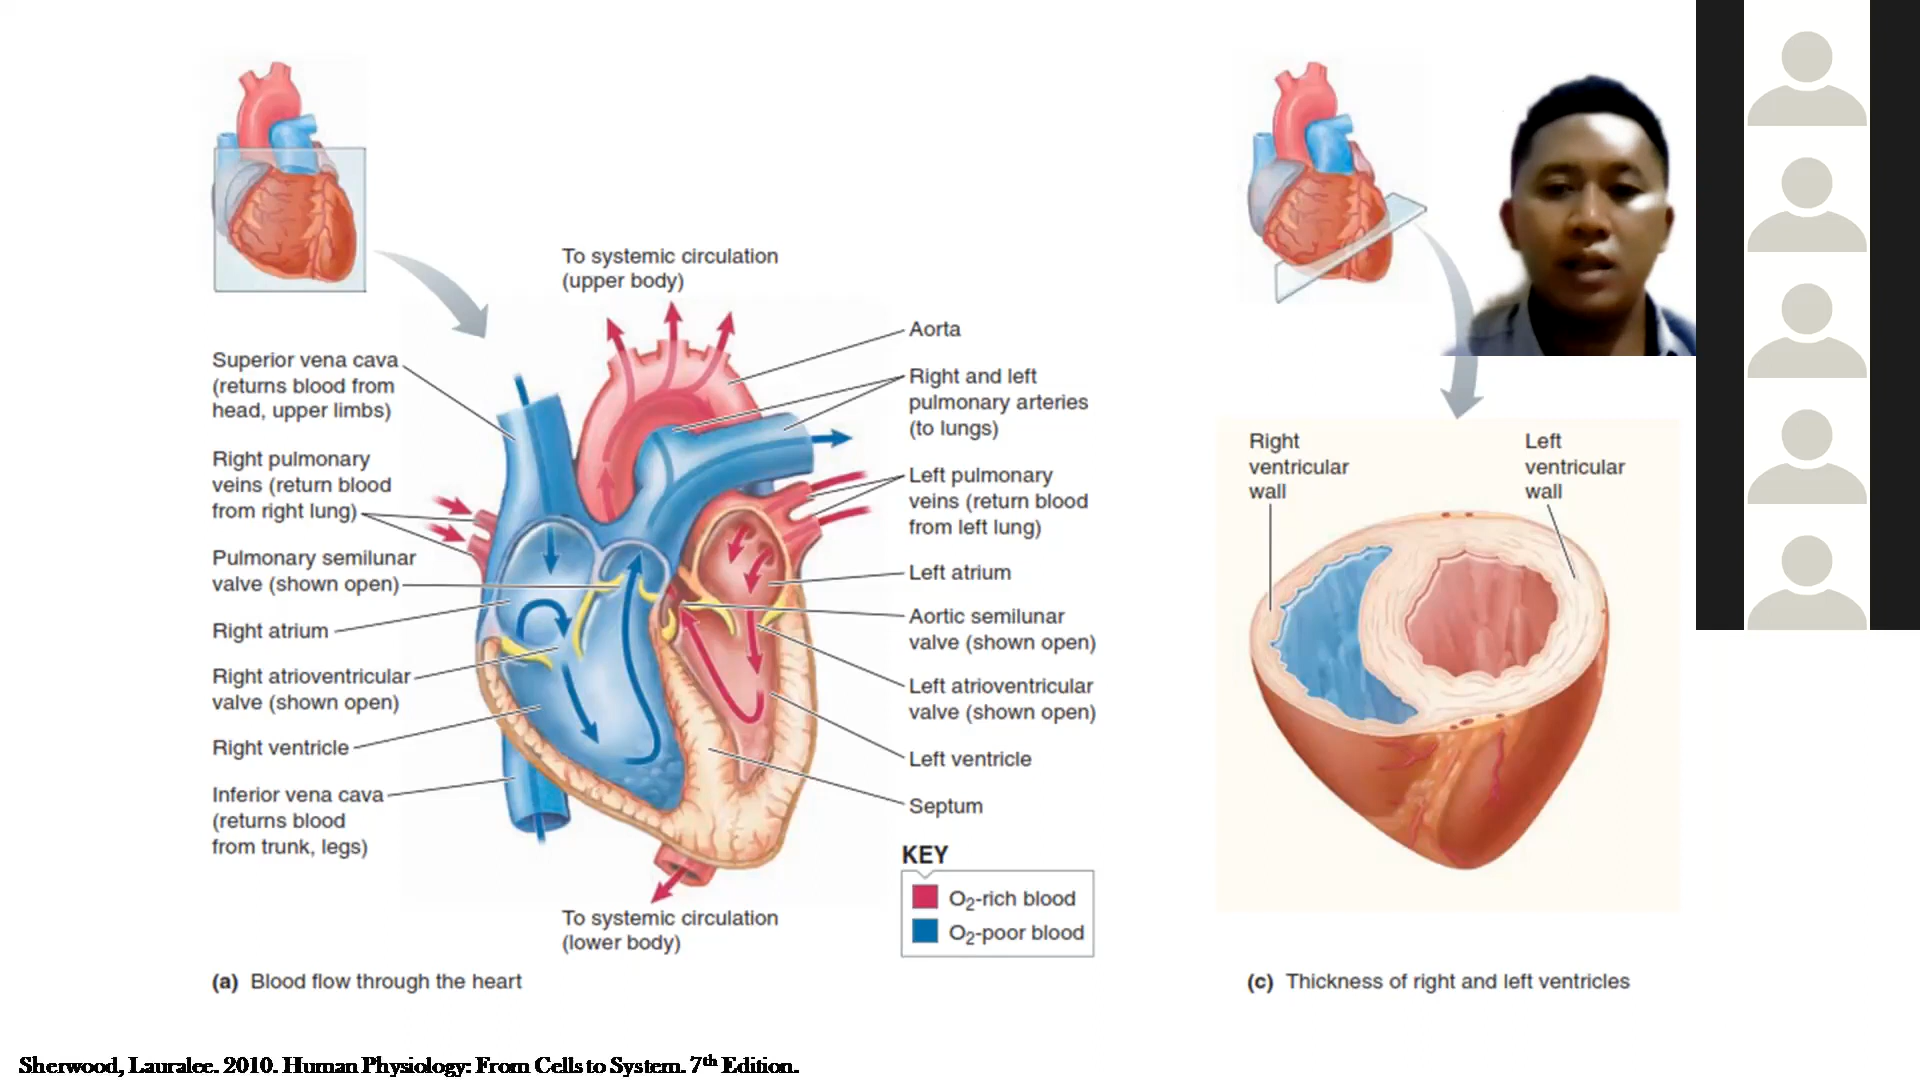 To systemic circulation
(upper body)
Superior vena cava
(returns blood from
head, upper limbs)
Right pulmonary
veins (return blood
from right lung)
Pulmonary semilunar
valve (shown open)
Right atrium
Right atrioventricular
valve (shown open)
Right ventricle
Inferior vena cava
(returns blood
from trunk, legs)
Aorta
Right and left
pulmonary arteries
(to lungs)
Left pulmonary
veins (return blood
from left lung)
Left atrium
Aortic semilunar
valve (shown open)
Left atrioventricular
valve (shown open)
Left ventricle
Septum
KEY
O₂-rich blood
O₂-poor blood
To systemic circulation
(lower body)
(a) Blood flow through the heart
Right
ventricular
wall
Left
ventricular
wall
(c) Thickness of right and left ventricles
Sherwood, Lauralee. 2010. Human Physiology: From Cells to System. 7th Edition.